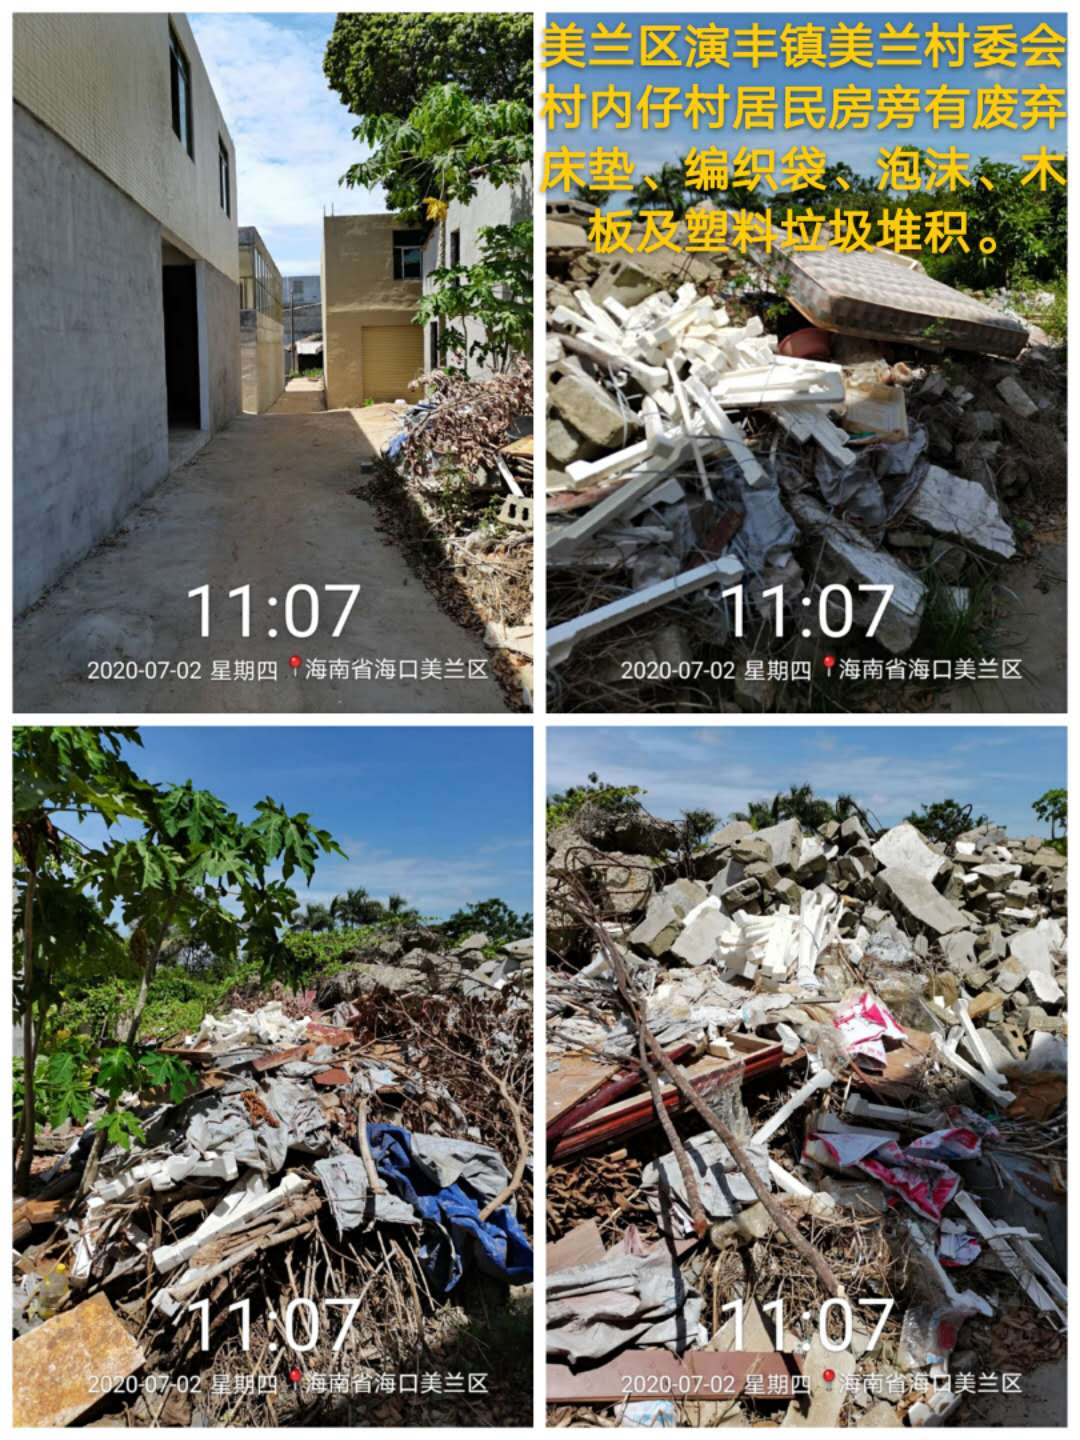 美兰区演丰镇美兰村委会
村内仔村居民房旁有废弃
床垫、编织袋、泡沫、木
板及塑料垃圾堆积。
11:07
2020-07-02 星期四 海南省海口美兰区
11:07
2020-07-02 星期四 海南省海口美兰区
11:07
2020-07-02 星期四 海南省海口美兰区
11:07
2020-07-02 星期四 海南省海口美兰区